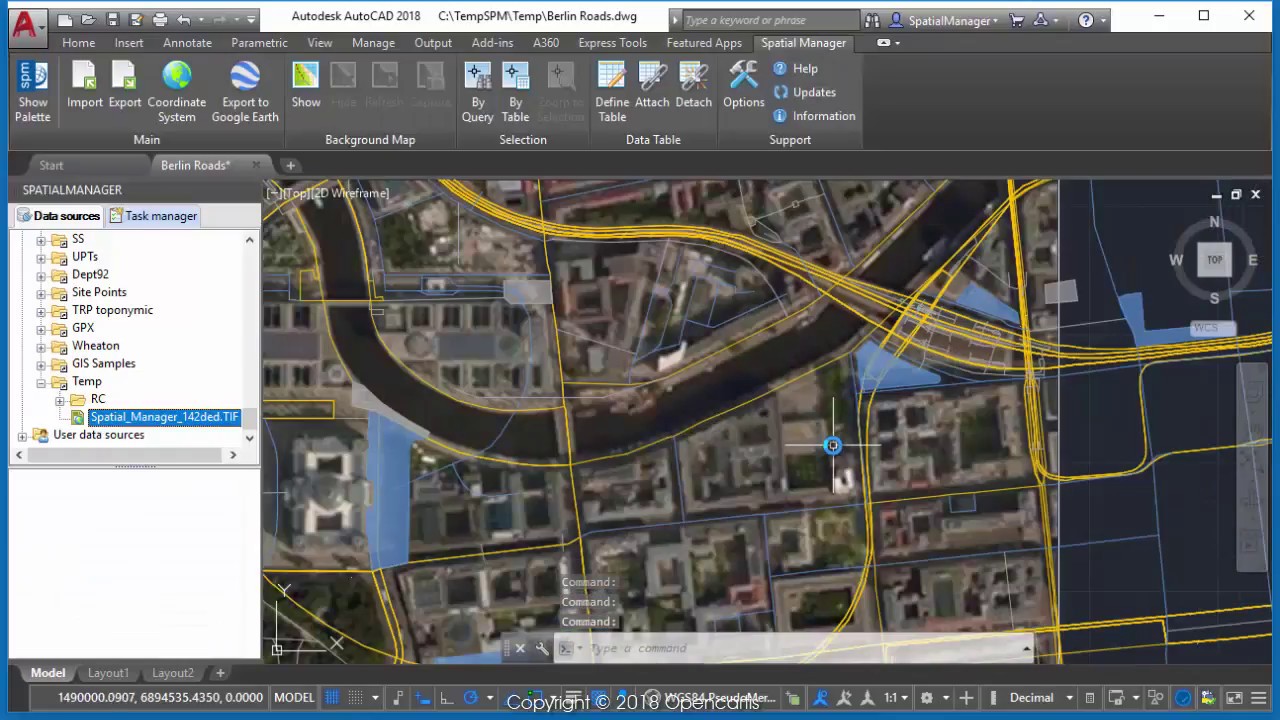 Autodesk AutoCAD 2018 C:\TempSPM\Temp\Berlin Roads.dwg
Type a keyword or phrase
SpatialManager
Home Insert Annotate Parametric View Manage Output Add-ins A360 Express Tools Featured Apps Spatial Manager
spm
Show Palette
Import
Export
Coordinate System
Export to Google Earth
Main
Show
Hide
Refresh
Capture
Background Map
By Query
By Table
Zoom to Selection
Selection
Define Table
Attach
Detach
Data Table
Options
Help
Updates
Information
Support
Start
Berlin Roads*
SPATIALMANAGER
Data sources
Task manager
SS
UPTs
Dept92
Site Points
TRP toponymic
GPX
Wheaton
GIS Samples
Temp
RC
Spatial_Manager_142ded.TIF
User data sources
[−][Top][2D Wireframe]
N
W TOP E
S
WCS
Y
X
Command:
Command:
Command:
Type a command
Model Layout1 Layout2
1490000.0907, 6894535.4350, 0.0000 MODEL
WGS84.PseudoMer...
1:1
Decimal
Copyright © 2018 Opencartis